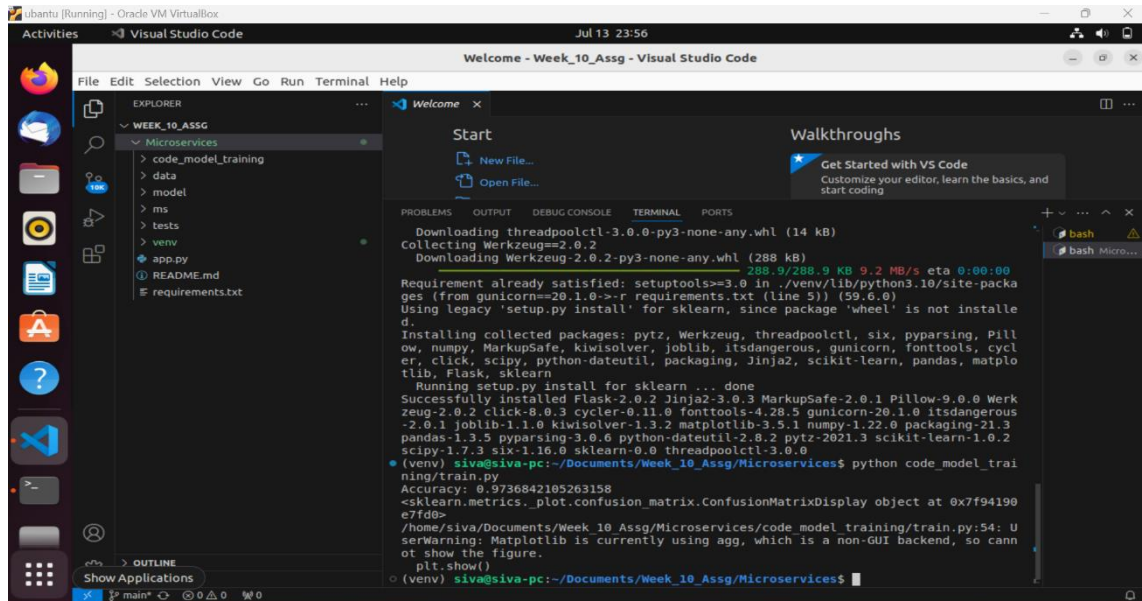 ubantu [Running] - Oracle VM VirtualBox
Activities Visual Studio Code Jul 13 23:56
Welcome - Week_10_Assg - Visual Studio Code
File Edit Selection View Go Run Terminal Help
EXPLORER
WEEK_10_ASSG
Microservices
code_model_training
data
model
ms
tests
venv
app.py
README.md
requirements.txt
OUTLINE
10K
Welcome
Start
New File...
Open File...
Walkthroughs
Get Started with VS Code
Customize your editor, learn the basics, and
start coding
PROBLEMS OUTPUT DEBUG CONSOLE TERMINAL PORTS
bash
bash Micro...
Downloading threadpoolctl-3.0.0-py3-none-any.whl (14 kB)
Collecting Werkzeug==2.0.2
Downloading Werkzeug-2.0.2-py3-none-any.whl (288 kB)
288.9/288.9 KB 9.2 MB/s eta 0:00:00
Requirement already satisfied: setuptools>=3.0 in ./venv/lib/python3.10/site-packa
ges (from gunicorn==20.1.0->-r requirements.txt (line 5)) (59.6.0)
Using legacy 'setup.py install' for sklearn, since package 'wheel' is not installe
d.
Installing collected packages: pytz, Werkzeug, threadpoolctl, six, pyparsing, Pill
ow, numpy, MarkupSafe, kiwisolver, joblib, itsdangerous, gunicorn, fonttools, cycl
er, click, scipy, python-dateutil, packaging, Jinja2, scikit-learn, pandas, matplo
tlib, Flask, sklearn
Running setup.py install for sklearn ... done
Successfully installed Flask-2.0.2 Jinja2-3.0.3 MarkupSafe-2.0.1 Pillow-9.0.0 Werk
zeug-2.0.2 click-8.0.3 cycler-0.11.0 fonttools-4.28.5 gunicorn-20.1.0 itsdangerous
-2.0.1 joblib-1.1.0 kiwisolver-1.3.2 matplotlib-3.5.1 numpy-1.22.0 packaging-21.3
pandas-1.3.5 pyparsing-3.0.6 python-dateutil-2.8.2 pytz-2021.3 scikit-learn-1.0.2
scipy-1.7.3 six-1.16.0 sklearn-0.0 threadpoolctl-3.0.0
(venv) siva@siva-pc:~/Documents/Week_10_Assg/Microservices$ python code_model_trai
ning/train.py
Accuracy: 0.9736842105263158
<sklearn.metrics._plot.confusion_matrix.ConfusionMatrixDisplay object at 0x7f94190
e7fd0>
/home/siva/Documents/Week_10_Assg/Microservices/code_model_training/train.py:54: U
serWarning: Matplotlib is currently using agg, which is a non-GUI backend, so cann
ot show the figure.
plt.show()
(venv) siva@siva-pc:~/Documents/Week_10_Assg/Microservices$
Show Applications
main* 0 0 0